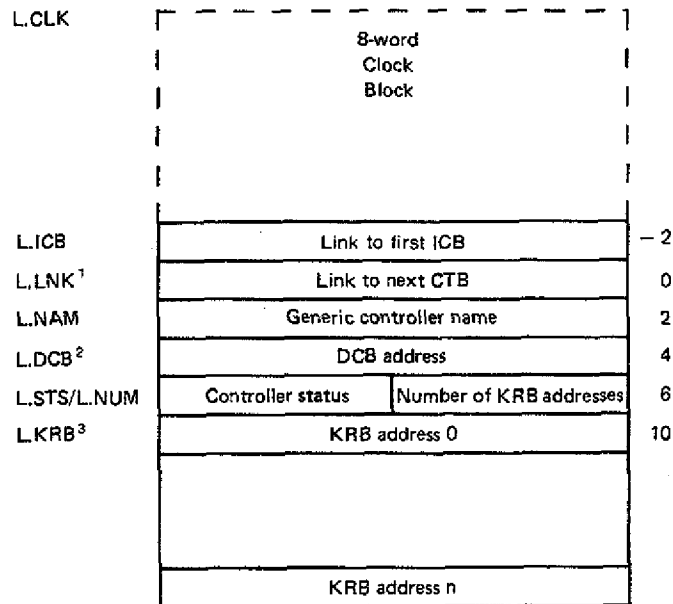 L.CLK
8-word
Clock
Block
L.ICB Link to first ICB – 2
L.LNK¹ Link to next CTB 0
L.NAM Generic controller name 2
L.DCB² DCB address 4
L.STS/L.NUM Controller status Number of KRB addresses 6
L.KRB³ KRB address 0 10
KRB address n